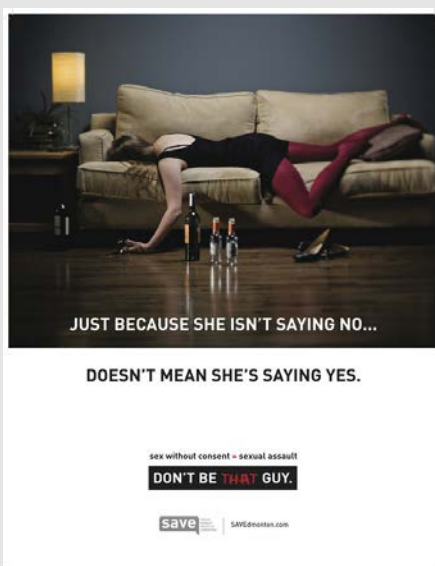 JUST BECAUSE SHE ISN'T SAYING NO...
DOESN'T MEAN SHE'S SAYING YES.
sex without consent = sexual assault
DON'T BE THAT GUY.
save
SAVEdmonton.com